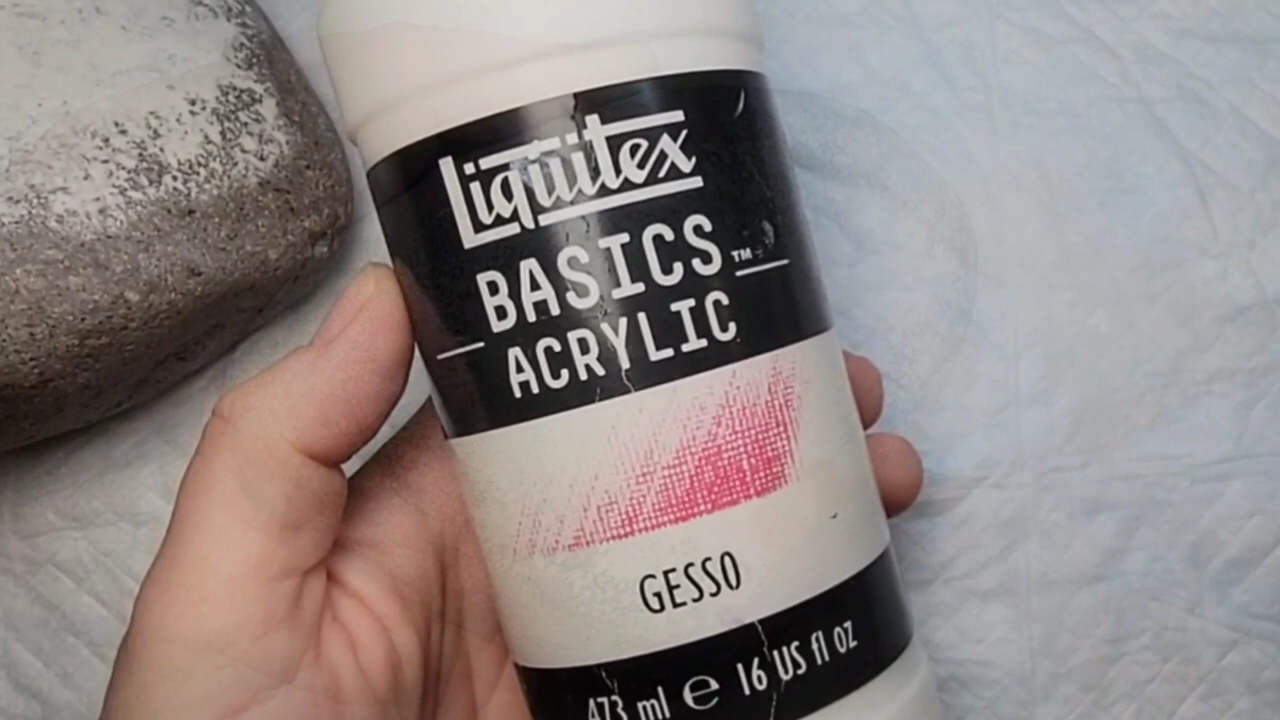 Liquitex
BASICS™
ACRYLIC
GESSO
473 ml ℮ 16 US fl oz